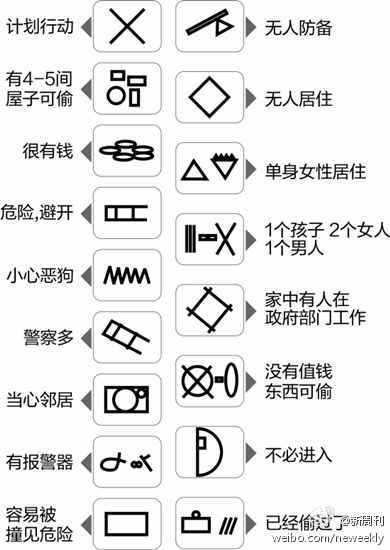 计划行动
有4-5间
屋子可偷
很有钱
危险,避开
小心恶狗
警察多
当心邻居
有报警器
容易被
撞见危险
无人防备
无人居住
单身女性居住
1个孩子 2个女人
1个男人
家中有人在
政府部门工作
没有值钱
东西可偷
不必进入
已经偷过了
@新周刊
weibo.com/neweekly